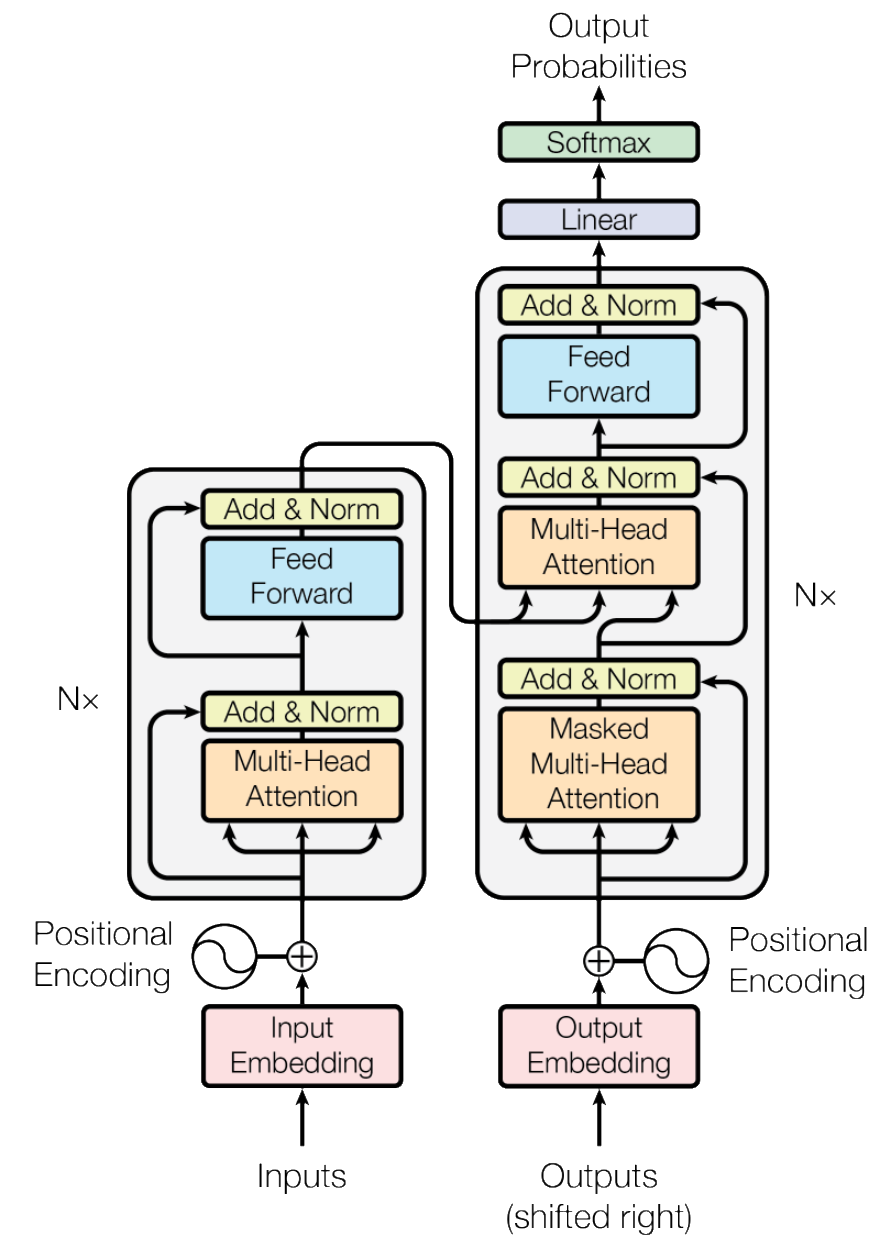 Output
Probabilities
Softmax
Linear
Add & Norm
Feed
Forward
Add & Norm
Multi-Head
Attention
Add & Norm
Masked
Multi-Head
Attention
N×
Add & Norm
Feed
Forward
Add & Norm
Multi-Head
Attention
N×
Positional
Encoding
Positional
Encoding
Input
Embedding
Output
Embedding
Inputs
Outputs
(shifted right)